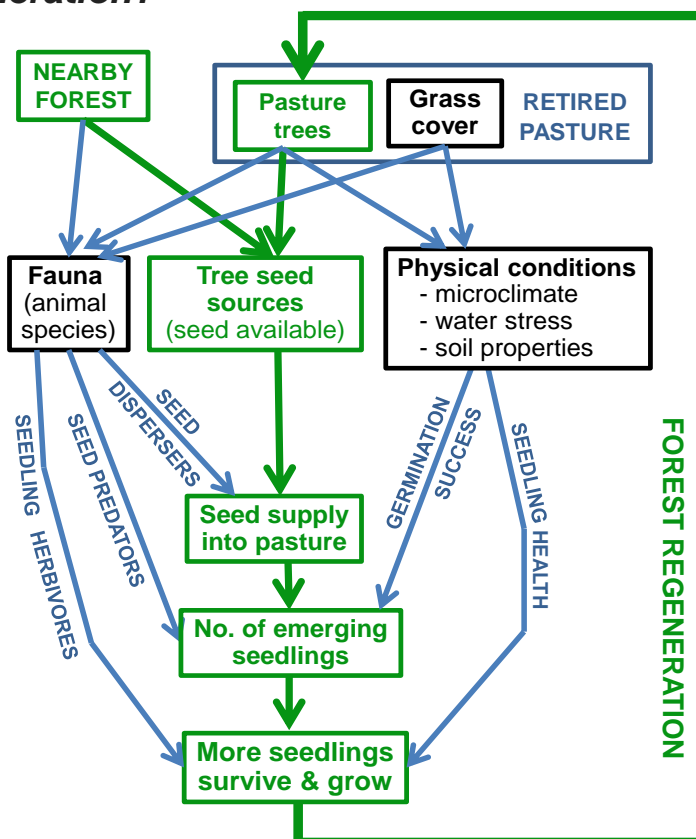 NEARBY
FOREST
Pasture
trees
Grass
cover
RETIRED
PASTURE
Fauna
(animal
species)
Tree seed
sources
(seed available)
Physical conditions
- microclimate
- water stress
- soil properties
SEEDLING HERBIVORES
SEED PREDATORS
SEED
DISPERSERS
GERMINATION
SUCCESS
SEEDLING HEALTH
FOREST REGENERATION
Seed supply
into pasture
No. of emerging
seedlings
More seedlings
survive & grow